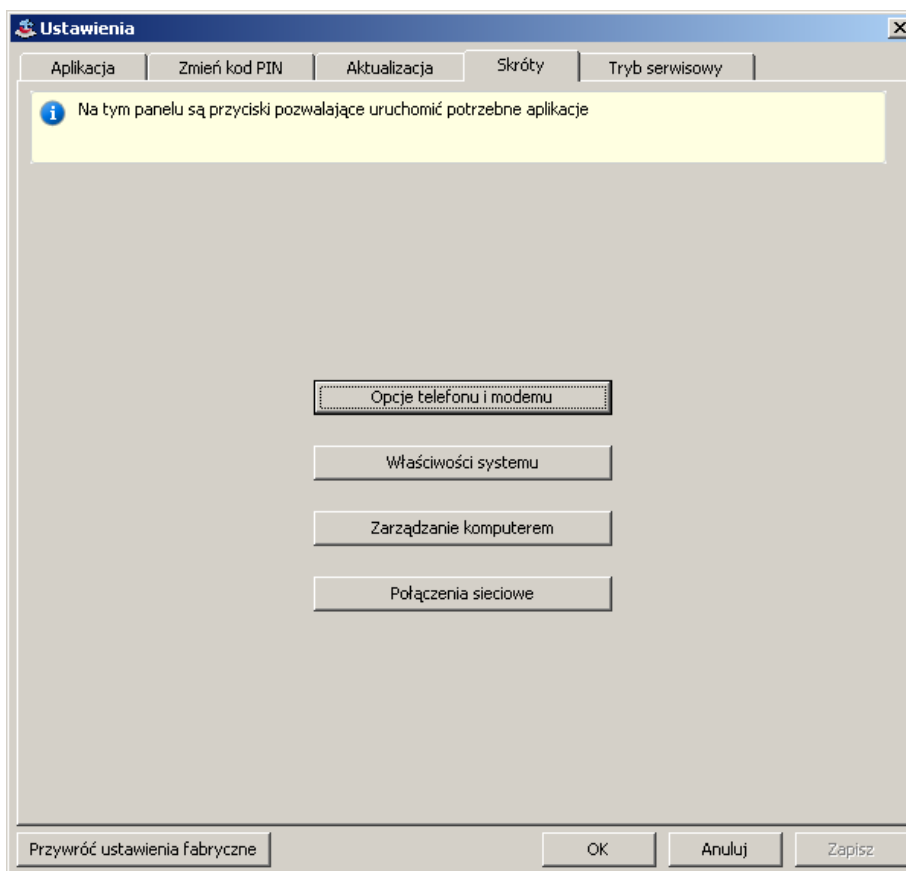 Ustawienia
Aplikacja Zmień kod PIN Aktualizacja Skróty Tryb serwisowy
Na tym panelu są przyciski pozwalające uruchomić potrzebne aplikacje
Opcje telefonu i modemu
Właściwości systemu
Zarządzanie komputerem
Połączenia sieciowe
Przywróć ustawienia fabryczne OK Anuluj Zapisz